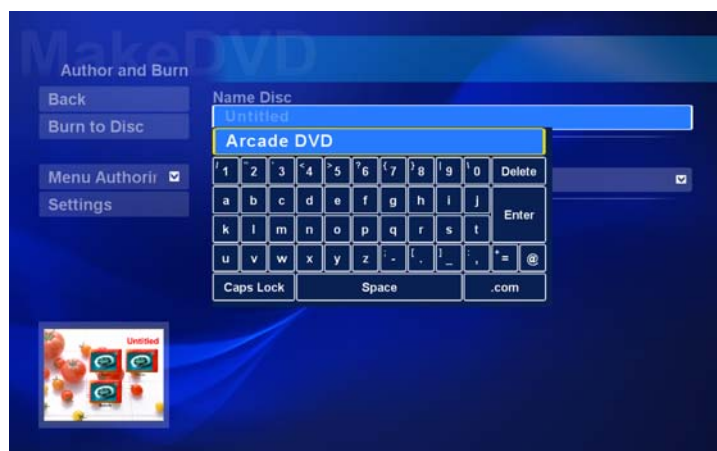 MakeDVD
Author and Burn
Back
Burn to Disc
Menu Authorin
Settings
Name Disc
Untitled
Arcade DVD
1 2 3 4 5 6 7 8 9 0 Delete
a b c d e f g h i j
Enter
k l m n o p q r s t
u v w x y z - . _ , = @
Caps Lock Space .com
Untitled